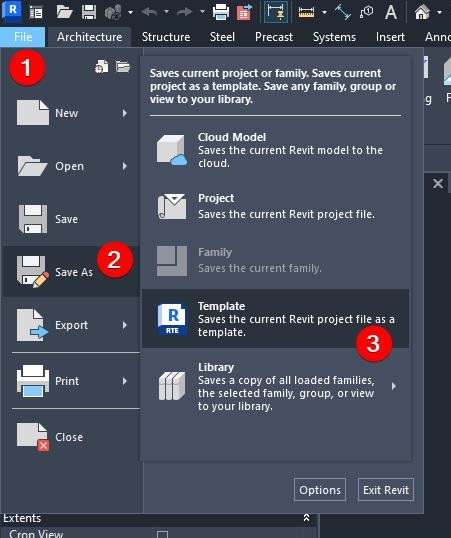 R
File Architecture Structure Steel Precast Systems Insert Anno
1
Saves current project or family. Saves current
project as a template. Save any family, group or
view to your library.
New
Cloud Model
Saves the current Revit model to the
cloud.
Open
Project
Saves the current Revit project file.
Save
Family
Saves the current family.
2
Save As
Template
Saves the current Revit project file as a
template.
R
RTE
3
Export
Library
Saves a copy of all loaded families,
the selected family, group, or view
to your library.
Print
Close
Options Exit Revit
Extents
Crop View